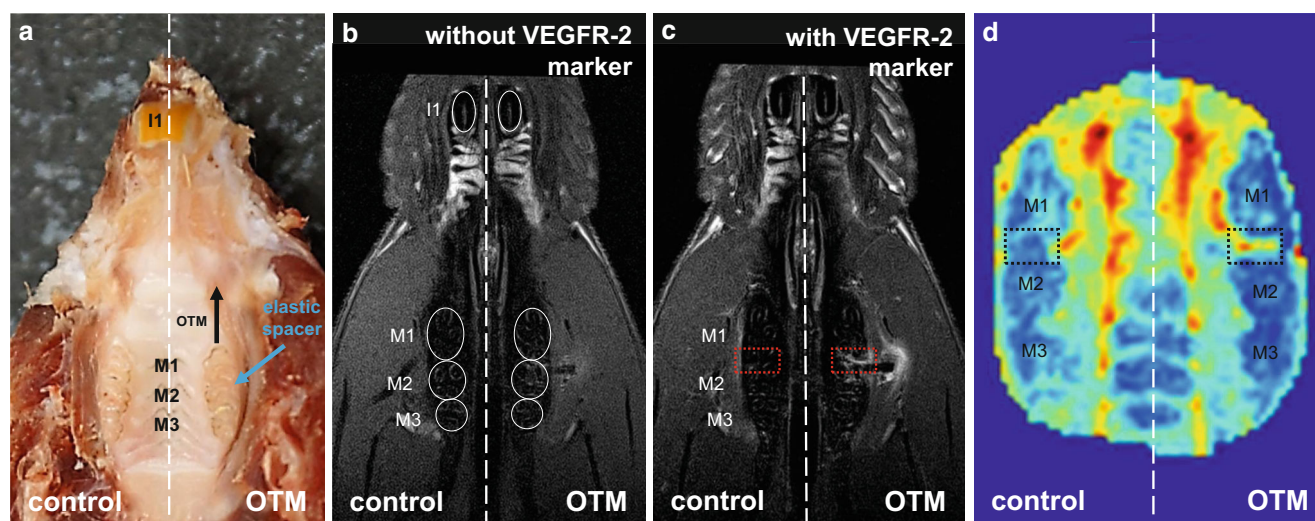 a
I1
OTM
elastic
spacer
M1
M2
M3
control
OTM
b
without VEGFR-2
marker
I1
M1
M2
M3
control
OTM
c
with VEGFR-2
marker
M1
M2
M3
control
OTM
d
M1
M1
M2
M2
M3
M3
control
OTM